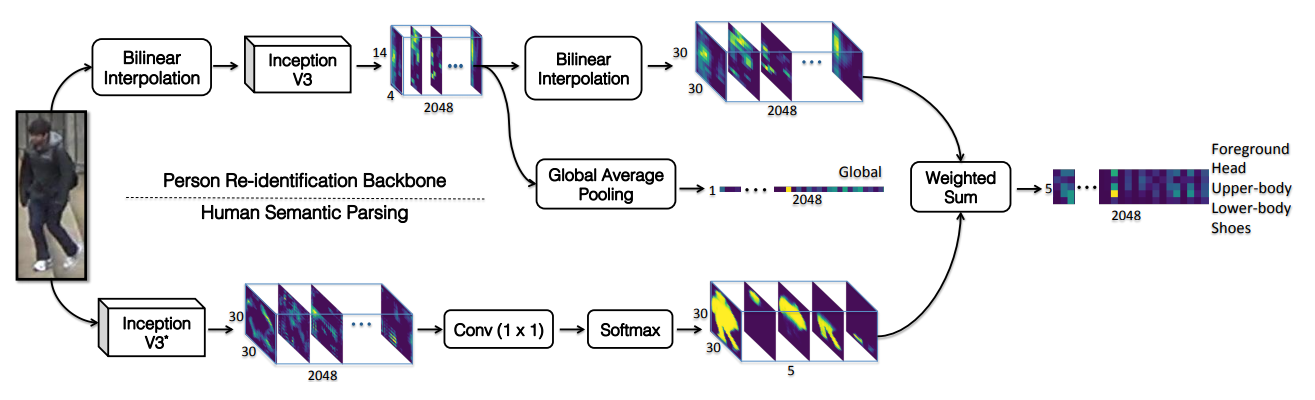 Bilinear
Interpolation
Inception
V3
14
4
2048
Bilinear
Interpolation
30
30
2048
Global Average
Pooling
1
Global
2048
Weighted
Sum
5
2048
Foreground
Head
Upper-body
Lower-body
Shoes
Person Re-identification Backbone
Human Semantic Parsing
Inception
V3*
30
30
2048
Conv (1 x 1)
Softmax
30
30
5